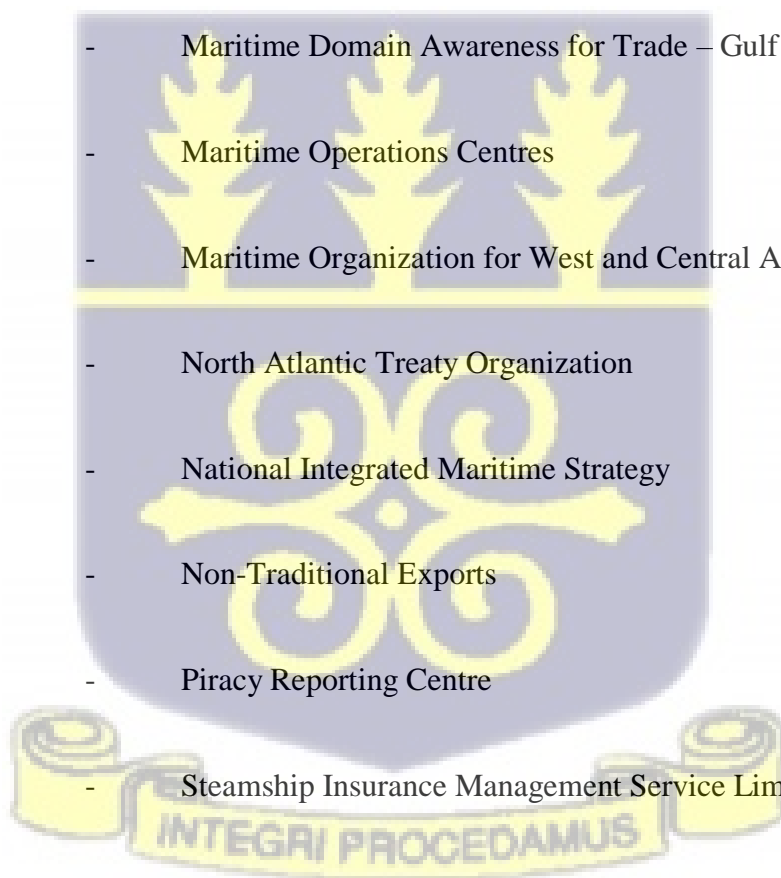 - Maritime Domain Awareness for Trade – Gulf
- Maritime Operations Centres
- Maritime Organization for West and Central A
- North Atlantic Treaty Organization
- National Integrated Maritime Strategy
- Non-Traditional Exports
- Piracy Reporting Centre
- Steamship Insurance Management Service Lim
INTEGRI PROCEDAMUS